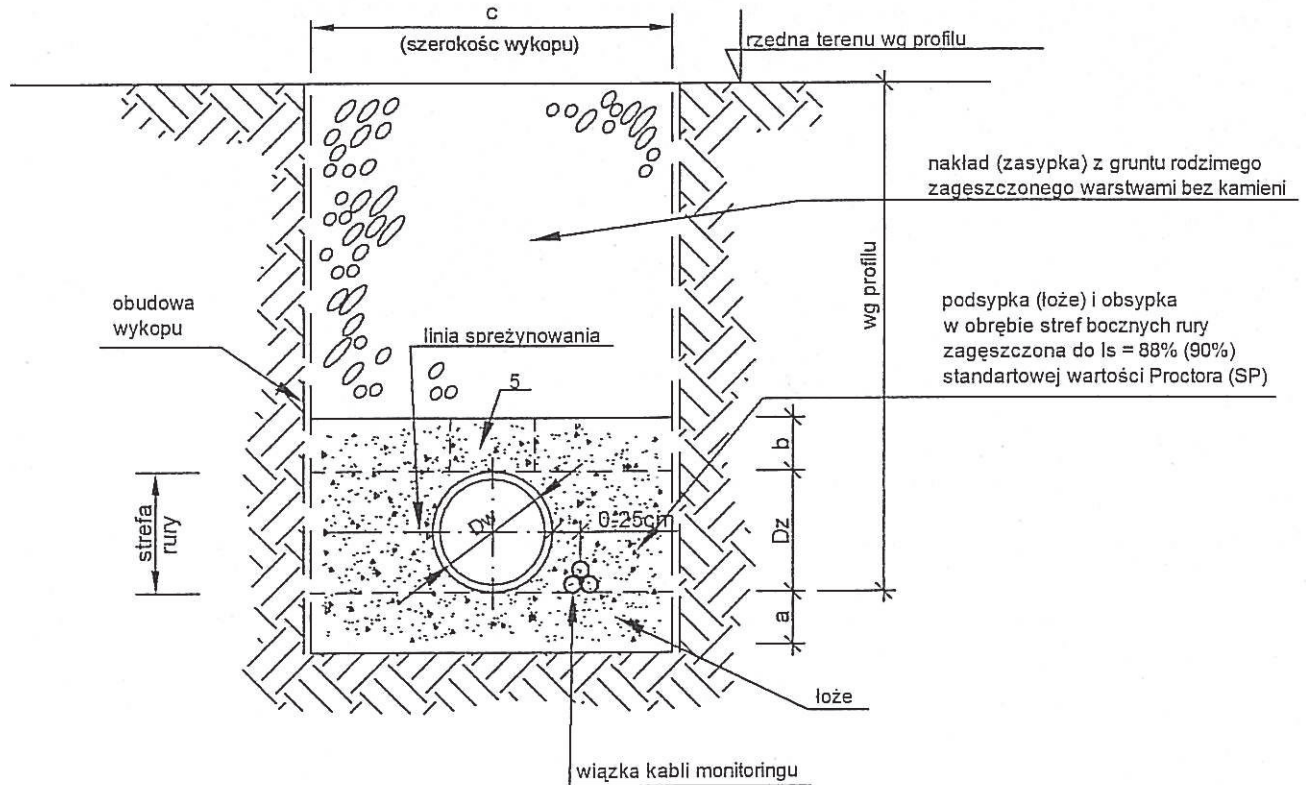 c
(szerokośc wykopu)
rzędna terenu wg profilu
nakład (zasypka) z gruntu rodzimego
zagęszczonego warstwami bez kamieni
wg profilu
obudowa
wykopu
podsypka (łoże) i obsypka
w obrębie stref bocznych rury
zagęszczona do Is = 88% (90%)
standartowej wartości Proctora (SP)
linia spreżynowania
5
b
strefa
rury
Dw
0-25cm
Dz
a
łoże
wiązka kabli monitoringu